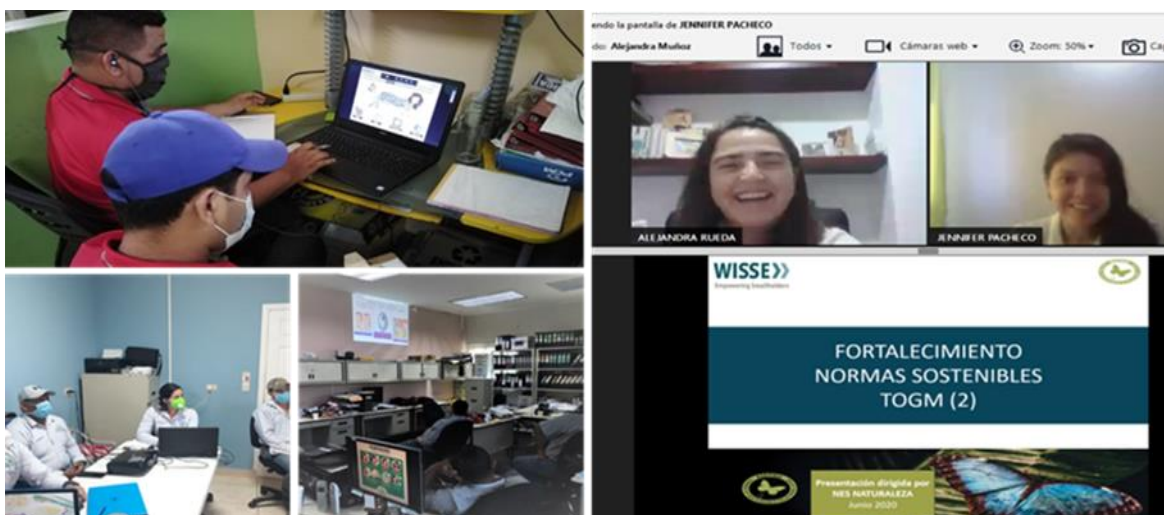 endo la pantalla de JENNIFER PACHECO
do: Alejandra Muñoz
Todos
Cámaras web
Zoom: 50%
Ca
ALEJANDRA RUEDA
JENNIFER PACHECO
WISSE
Empowering Smallholders
FORTALECIMIENTO
NORMAS SOSTENIBLES
TOGM (2)
Presentación dirigida por
NES NATURALEZA
Junio 2020